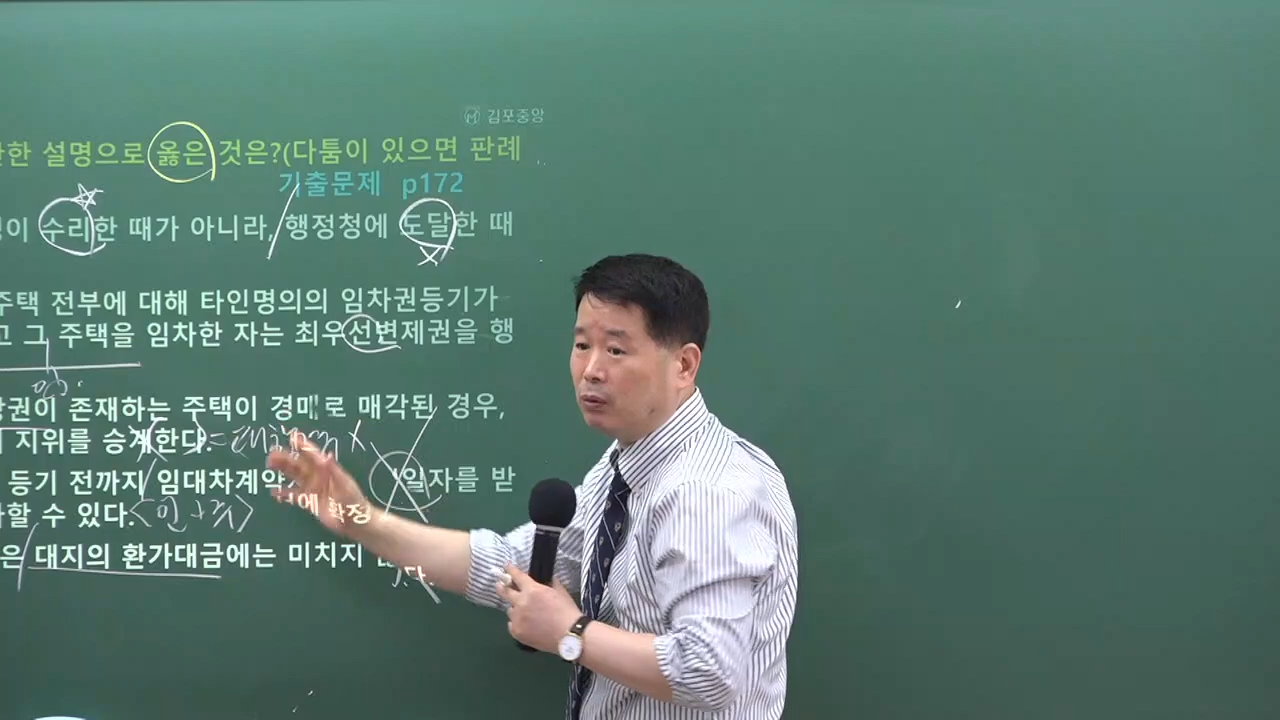 김포중앙
한 설명으로 옳은 것은?(다툼이 있으면 판례
기출문제 p172
이 수리한 때가 아니라, 행정청에 도달한 때
주택 전부에 대해 타인명의의 임차권등기가
고 그 주택을 임차한 자는 최우선변제권을 행
당권이 존재하는 주택이 경매로 매각된 경우,
지위를 승계한다.
등기 전까지 임대차계약 일자를 받
에 확정
할 수 있다. <인+주>
은 대지의 환가대금에는 미치지 다.